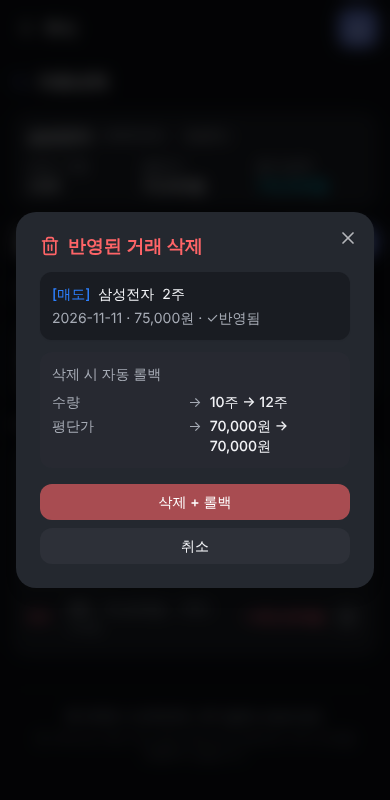 반영된 거래 삭제
[매도] 삼성전자 2주
2026-11-11 · 75,000원 · ✓반영됨
삭제 시 자동 롤백
수량 → 10주 → 12주
평단가 → 70,000원 →
70,000원
삭제 + 롤백
취소